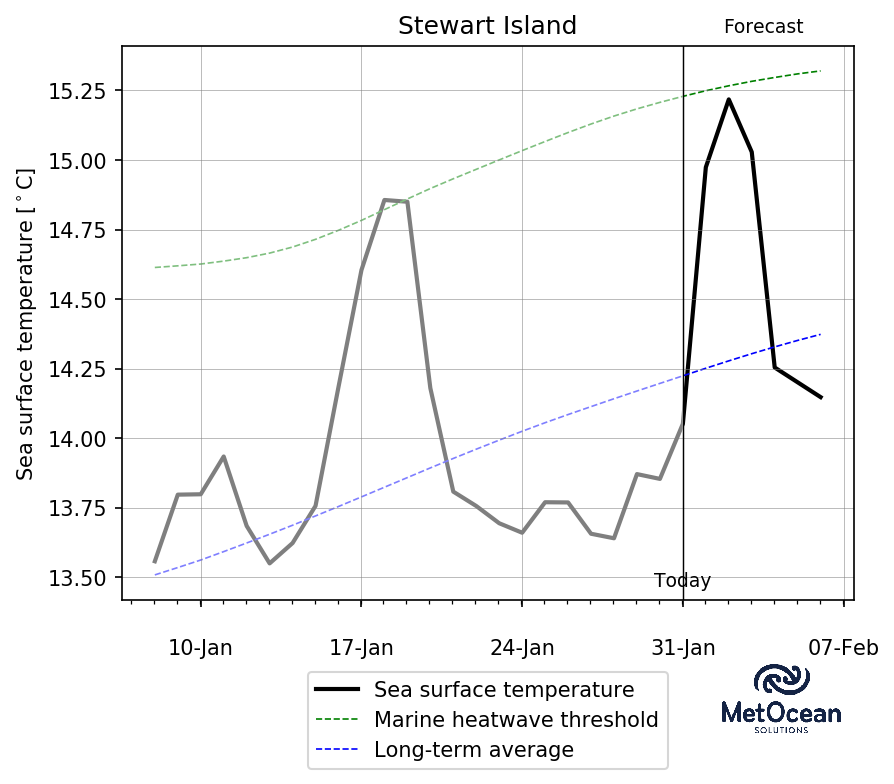 Stewart Island
Forecast
15.25
15.00
14.75
14.50
14.25
14.00
13.75
13.50
Sea surface temperature [°C]
Today
10-Jan
17-Jan
24-Jan
31-Jan
07-Feb
Sea surface temperature
Marine heatwave threshold
Long-term average
MetOcean
SOLUTIONS